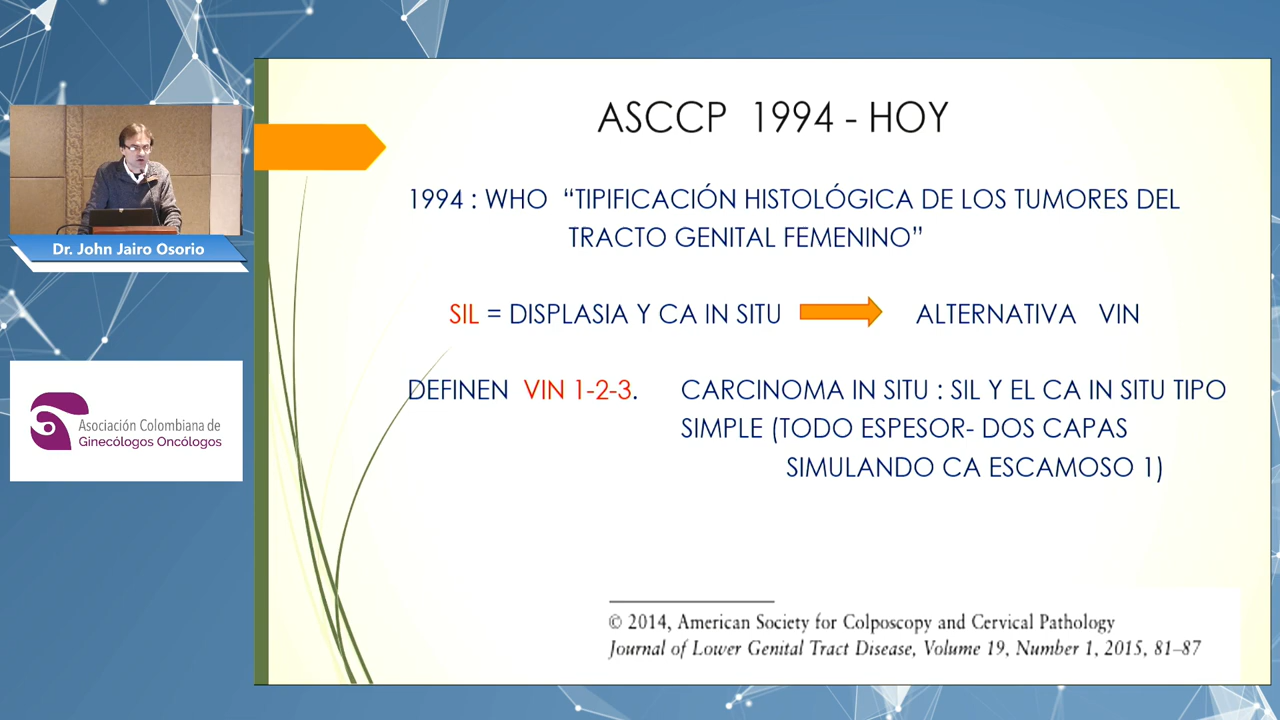 ASCCP 1994 - HOY
1994 : WHO “TIPIFICACIÓN HISTOLÓGICA DE LOS TUMORES DEL
TRACTO GENITAL FEMENINO”
SIL = DISPLASIA Y CA IN SITU ALTERNATIVA VIN
DEFINEN VIN 1-2-3. CARCINOMA IN SITU : SIL Y EL CA IN SITU TIPO
SIMPLE (TODO ESPESOR- DOS CAPAS
SIMULANDO CA ESCAMOSO 1)
© 2014, American Society for Colposcopy and Cervical Pathology
Journal of Lower Genital Tract Disease, Volume 19, Number 1, 2015, 81–87
Dr. John Jairo Osorio
Asociación Colombiana de
Ginecólogos Oncólogos